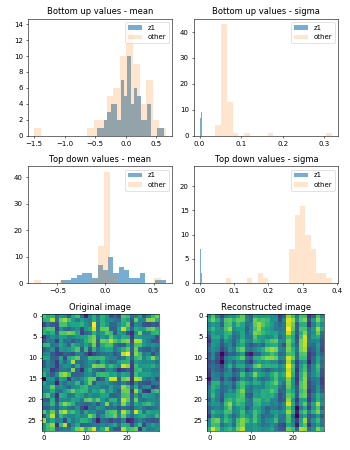 Bottom up values - mean
14
12
10
8
6
4
2
0
−1.5 −1.0 −0.5 0.0 0.5
z1
other
Bottom up values - sigma
40
30
20
10
0
0.0 0.1 0.2 0.3
z1
other
Top down values - mean
40
30
20
10
0
−0.5 0.0 0.5
z1
other
Top down values - sigma
20
15
10
5
0
0.0 0.1 0.2 0.3 0.4
z1
other
Original image
0
5
10
15
20
25
0 10 20
Reconstructed image
0
5
10
15
20
25
0 10 20